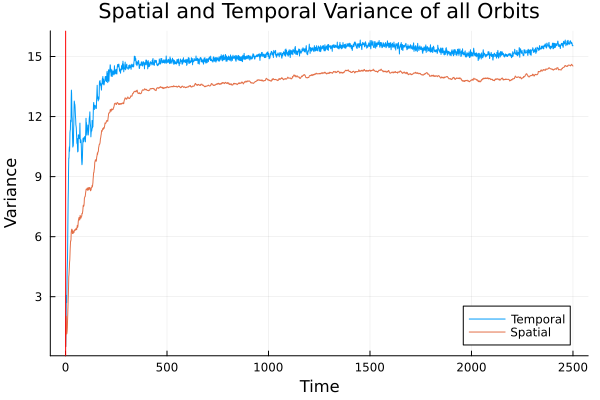 Spatial and Temporal Variance of all Orbits
Variance
15
12
9
6
3
Temporal
Spatial
0 500 1000 1500 2000 2500
Time